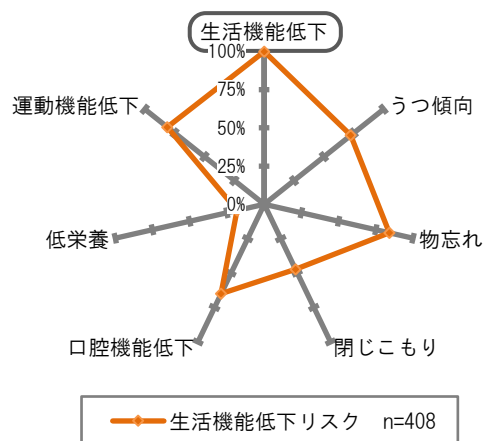 生活機能低下
100%
運動機能低下
うつ傾向
75%
50%
25%
0%
低栄養
物忘れ
口腔機能低下
閉じこもり
生活機能低下リスク n=408